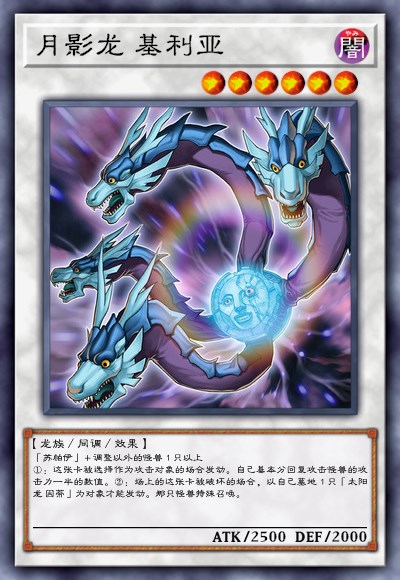 月影龙 基利亚
やみ
闇
【龙族／同调／效果】
「苏帕伊」＋调整以外的怪兽１只以上
①：这张卡被选择作为攻击对象的场合发动。自己基本分回复攻击怪兽的攻
击力一半的数值。②：场上的这张卡被破坏的场合，以自己墓地１只「太阳
龙 因蒂」为对象才能发动。那只怪兽特殊召唤。
ATK/2500 DEF/2000